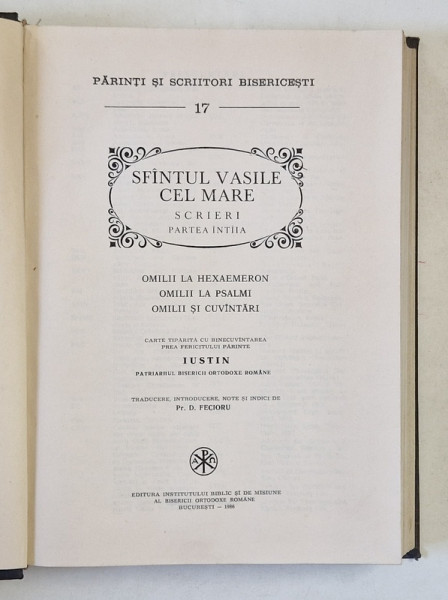 PĂRINȚI ȘI SCRIITORI BISERICEȘTI
17
SFÎNTUL VASILE
CEL MARE
SCRIERI
PARTEA ÎNTÎIA
OMILII LA HEXAEMERON
OMILII LA PSALMI
OMILII ȘI CUVÎNTĂRI
CARTE TIPĂRITĂ CU BINECUVÎNTAREA
PREA FERICITULUI PĂRINTE
IUSTIN
PATRIARHUL BISERICII ORTODOXE ROMÂNE
TRADUCERE, INTRODUCERE, NOTE ȘI INDICI DE
Pr. D. FECIORU
EDITURA INSTITUTULUI BIBLIC ȘI DE MISIUNE
AL BISERICII ORTODOXE ROMÂNE
BUCUREȘTI — 1986